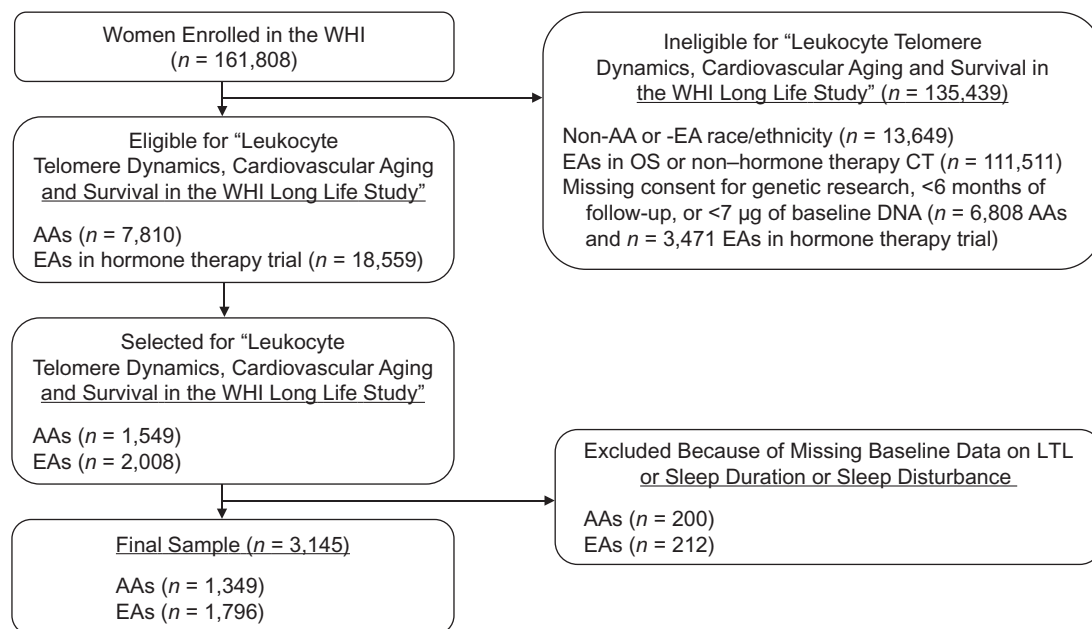 Women Enrolled in the WHI
(n = 161,808)
Ineligible for “Leukocyte Telomere
Dynamics, Cardiovascular Aging and Survival in
the WHI Long Life Study” (n = 135,439)
Non-AA or -EA race/ethnicity (n = 13,649)
EAs in OS or non–hormone therapy CT (n = 111,511)
Missing consent for genetic research, <6 months of
follow-up, or <7 µg of baseline DNA (n = 6,808 AAs
and n = 3,471 EAs in hormone therapy trial)
Eligible for “Leukocyte
Telomere Dynamics, Cardiovascular Aging
and Survival in the WHI Long Life Study”
AAs (n = 7,810)
EAs in hormone therapy trial (n = 18,559)
Selected for “Leukocyte
Telomere Dynamics, Cardiovascular Aging
and Survival in the WHI Long Life Study”
AAs (n = 1,549)
EAs (n = 2,008)
Excluded Because of Missing Baseline Data on LTL
or Sleep Duration or Sleep Disturbance
AAs (n = 200)
EAs (n = 212)
Final Sample (n = 3,145)
AAs (n = 1,349)
EAs (n = 1,796)